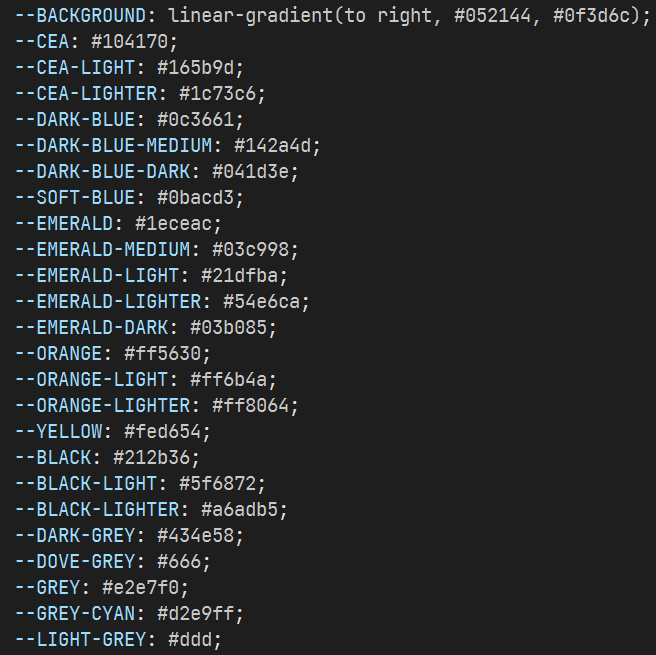 --BACKGROUND: linear-gradient(to right, #052144, #0f3d6c);
--CEA: #104170;
--CEA-LIGHT: #165b9d;
--CEA-LIGHTER: #1c73c6;
--DARK-BLUE: #0c3661;
--DARK-BLUE-MEDIUM: #142a4d;
--DARK-BLUE-DARK: #041d3e;
--SOFT-BLUE: #0bacd3;
--EMERALD: #1eceac;
--EMERALD-MEDIUM: #03c998;
--EMERALD-LIGHT: #21dfba;
--EMERALD-LIGHTER: #54e6ca;
--EMERALD-DARK: #03b085;
--ORANGE: #ff5630;
--ORANGE-LIGHT: #ff6b4a;
--ORANGE-LIGHTER: #ff8064;
--YELLOW: #fed654;
--BLACK: #212b36;
--BLACK-LIGHT: #5f6872;
--BLACK-LIGHTER: #a6adb5;
--DARK-GREY: #434e58;
--DOVE-GREY: #666;
--GREY: #e2e7f0;
--GREY-CYAN: #d2e9ff;
--LIGHT-GREY: #ddd;